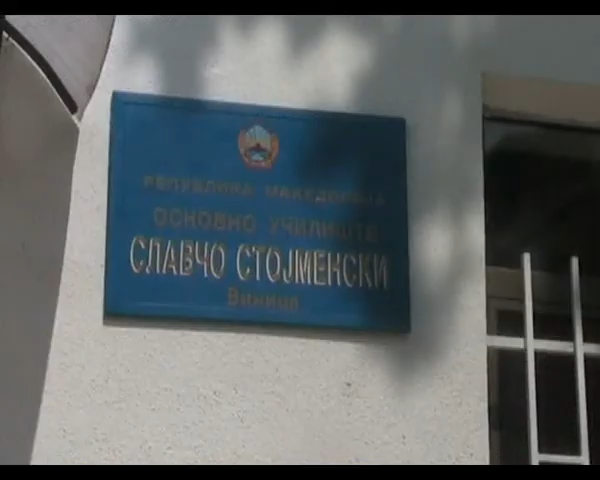 РЕПУБЛИКА МАКЕДОНИЈА
ОСНОВНО УЧИЛИШТЕ
СЛАВЧО СТОЈМЕНСКИ
Виница